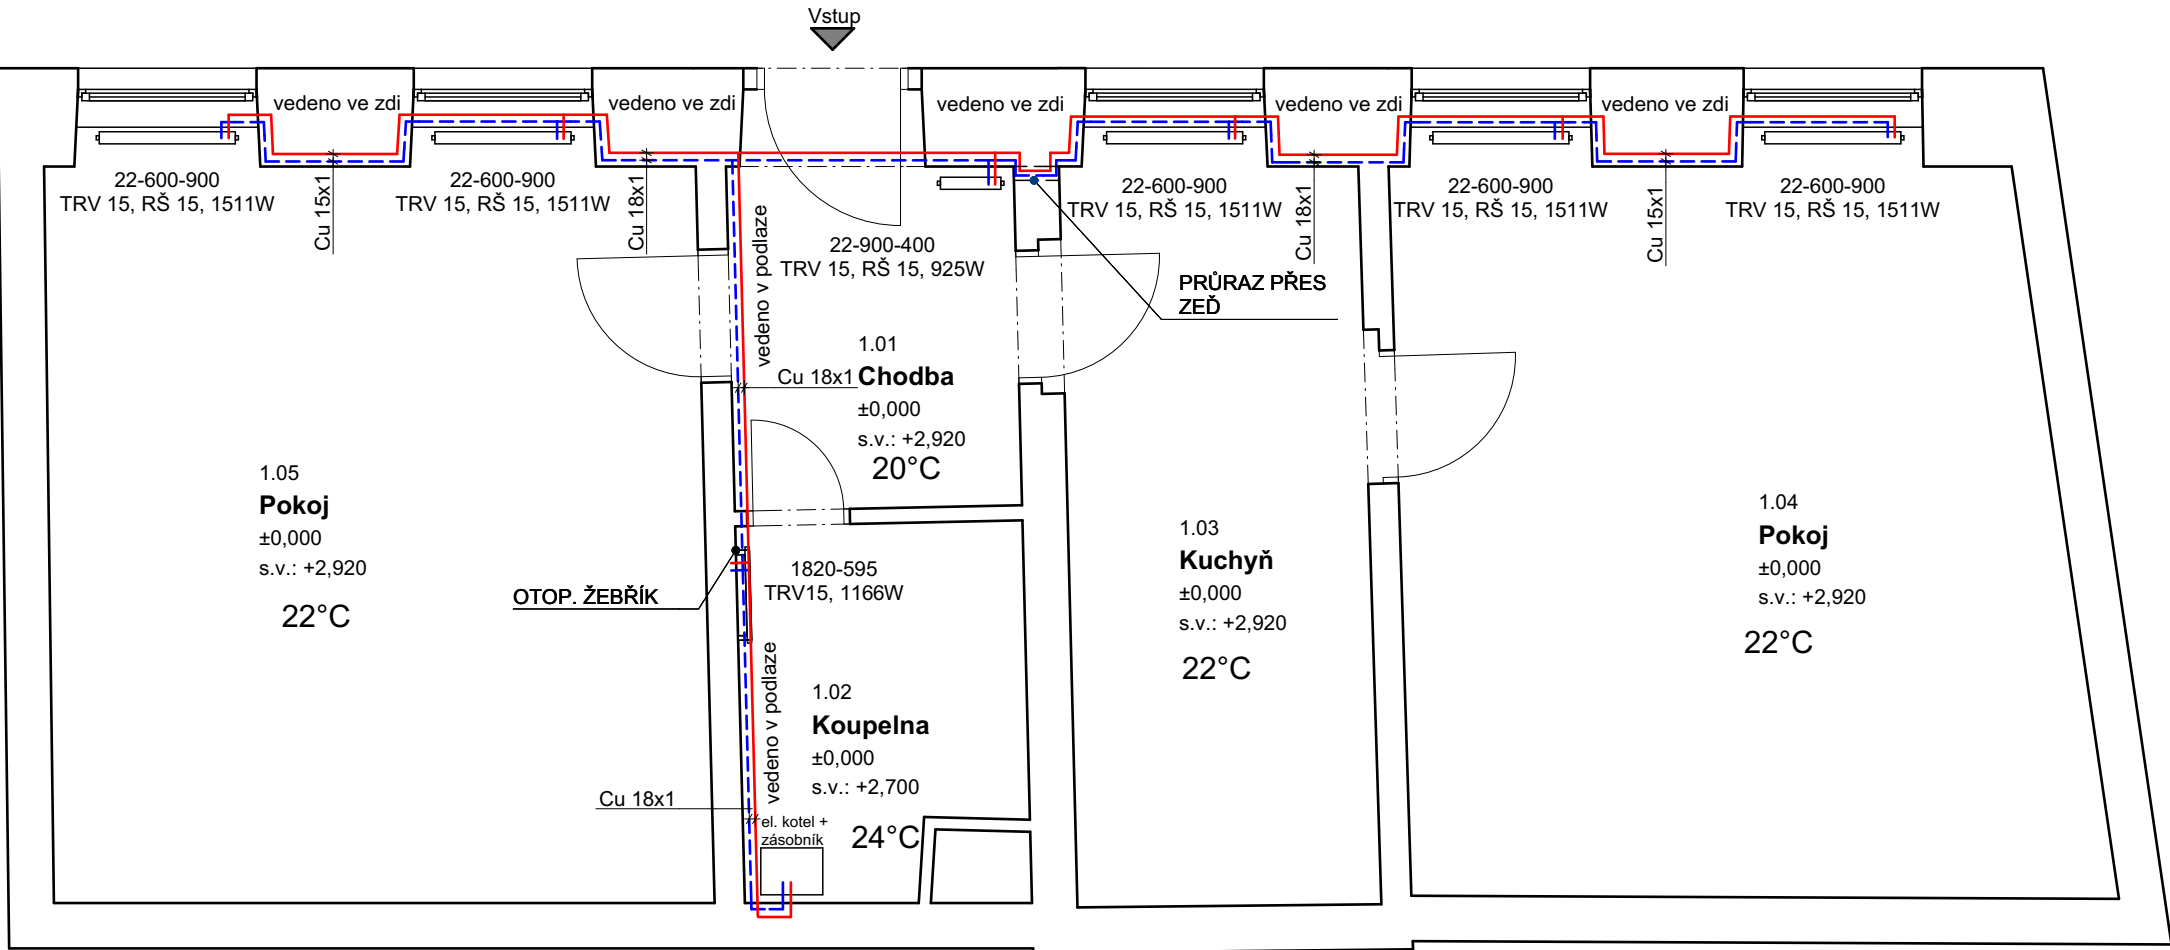 Vstup
vedeno ve zdi
vedeno ve zdi
vedeno ve zdi
vedeno ve zdi
vedeno ve zdi
22-600-900
TRV 15, RŠ 15, 1511W
Cu 15x1
22-600-900
TRV 15, RŠ 15, 1511W
Cu 18x1
vedeno v podlaze
22-900-400
TRV 15, RŠ 15, 925W
22-600-900
TRV 15, RŠ 15, 1511W
Cu 18x1
22-600-900
TRV 15, RŠ 15, 1511W
Cu 15x1
22-600-900
TRV 15, RŠ 15, 1511W
PRŮRAZ PŘES
ZEĎ
1.01
Cu 18x1
Chodba
±0,000
s.v.: +2,920
20°C
1.05
Pokoj
±0,000
s.v.: +2,920
22°C
OTOP. ŽEBŘÍK
1820-595
TRV15, 1166W
1.03
Kuchyň
±0,000
s.v.: +2,920
22°C
1.04
Pokoj
±0,000
s.v.: +2,920
22°C
vedeno v podlaze
1.02
Koupelna
±0,000
s.v.: +2,700
24°C
Cu 18x1
el. kotel +
zásobník